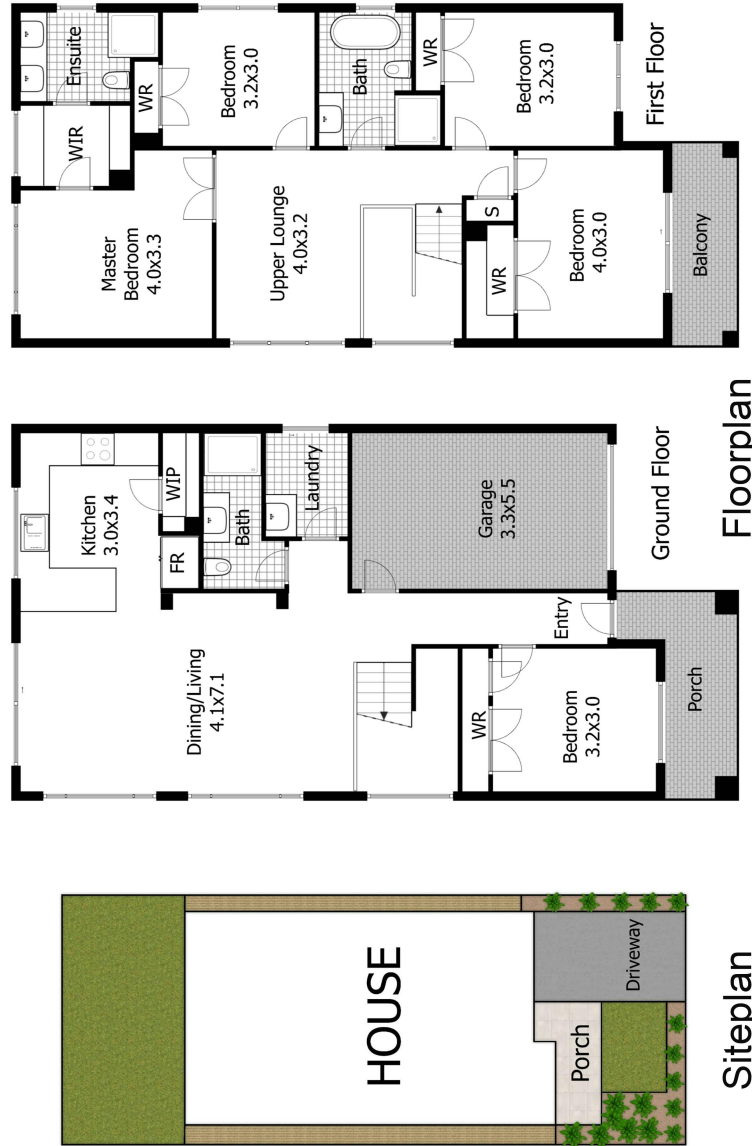 Siteplan
HOUSE
Porch
Driveway
Floorplan
Ground Floor
Kitchen
3.0x3.4
WIP
FR
Bath
Laundry
Garage
3.3x5.5
Dining/Living
4.1x7.1
Entry
WR
Bedroom
3.2x3.0
Porch
First Floor
Ensuite
WIR
WR
Bedroom
3.2x3.0
Bath
WR
Bedroom
3.2x3.0
Master
Bedroom
4.0x3.3
Upper Lounge
4.0x3.2
S
WR
Bedroom
4.0x3.0
Balcony